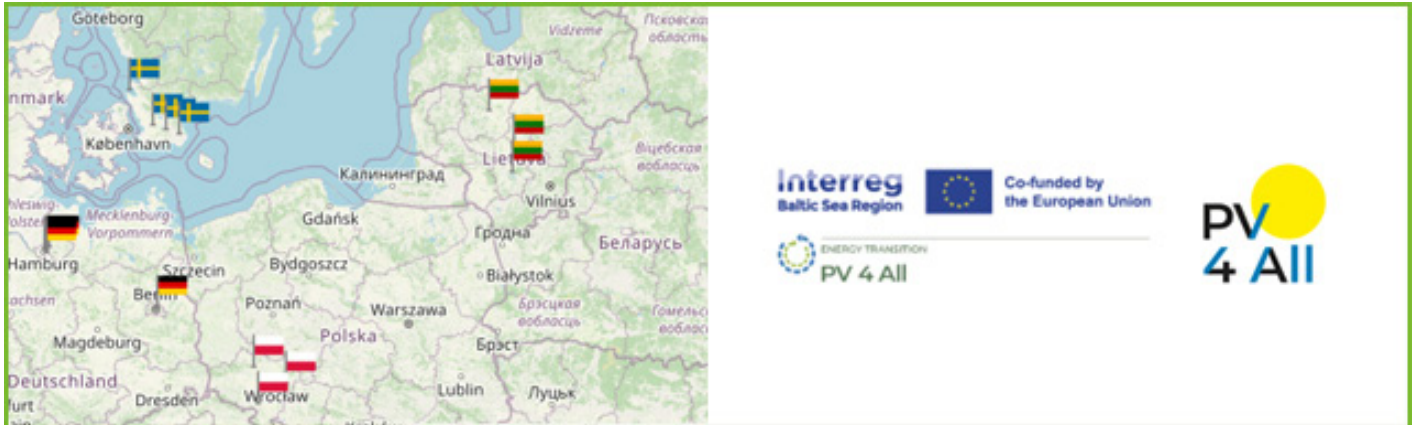 Göteborg
Vidzeme
Псковская
область
Latvija
nmark
København
Lietuva
Віцебская
вобласць
Калининград
Vilnius
Mecklenburg-
Vorpommern
Gdańsk
Гродна
Беларусь
Hamburg
Szczecin
Bydgoszcz
Białystok
Berlin
Poznań
Warszawa
Брэсцкая
вобласць
Magdeburg
Polska
Брэст
Deutschland
Dresden
Wrocław
Lublin
Луцьк
Interreg
Baltic Sea Region
Co-funded by
the European Union
ENERGY TRANSITION
PV 4 All
PV
4 All